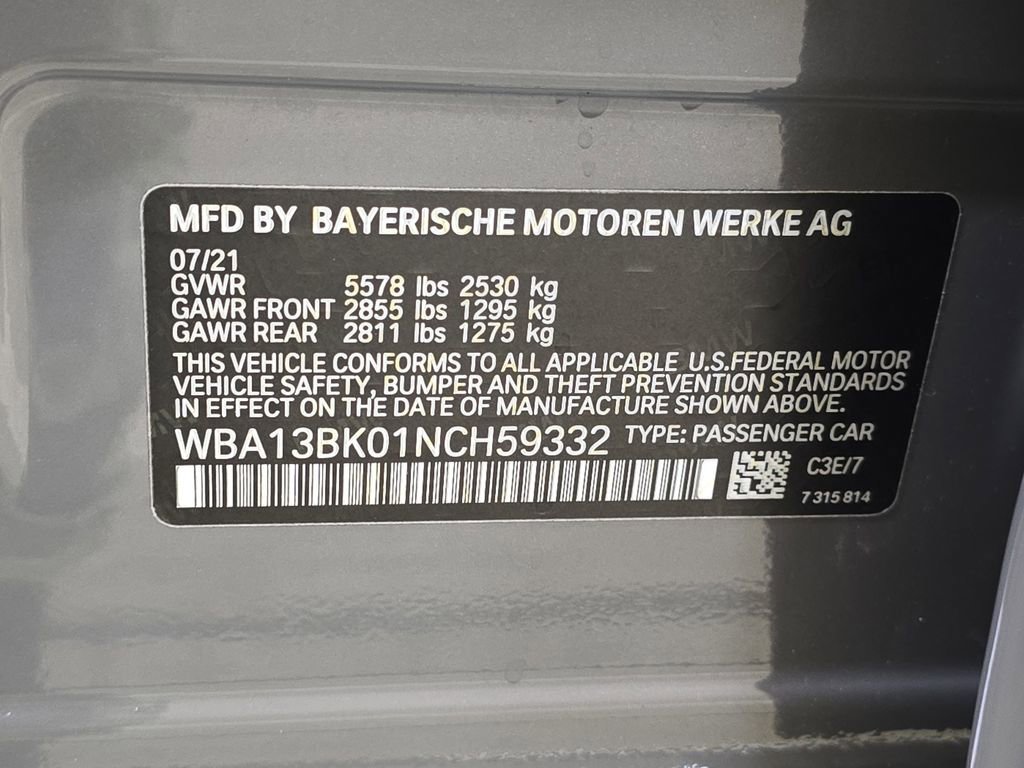 MFD BY BAYERISCHE MOTOREN WERKE AG
07/21
GVWR 5578 lbs 2530 kg
GAWR FRONT 2855 lbs 1295 kg
GAWR REAR 2811 lbs 1275 kg
THIS VEHICLE CONFORMS TO ALL APPLICABLE U.S.FEDERAL MOTOR
VEHICLE SAFETY, BUMPER AND THEFT PREVENTION STANDARDS
IN EFFECT ON THE DATE OF MANUFACTURE SHOWN ABOVE.
WBA13BK01NCH59332 TYPE: PASSENGER CAR
C3E/7
7 315 814